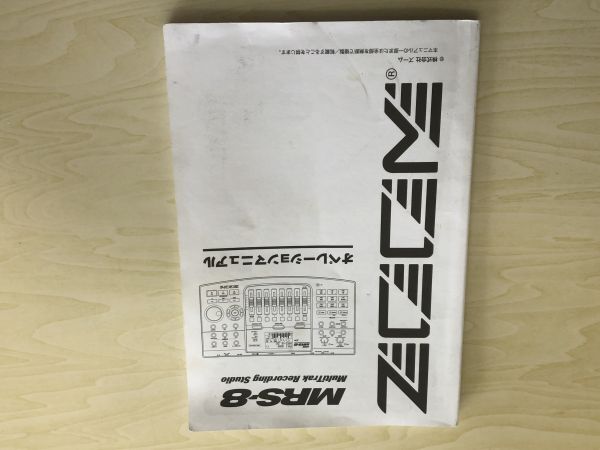 ZOOM®
© 株式会社 ズーム
本マニュアルの一部または全部を無断で複製／転載することを禁じます。
オペレーションマニュアル
MRS-8
MultiTrak Recording Studio